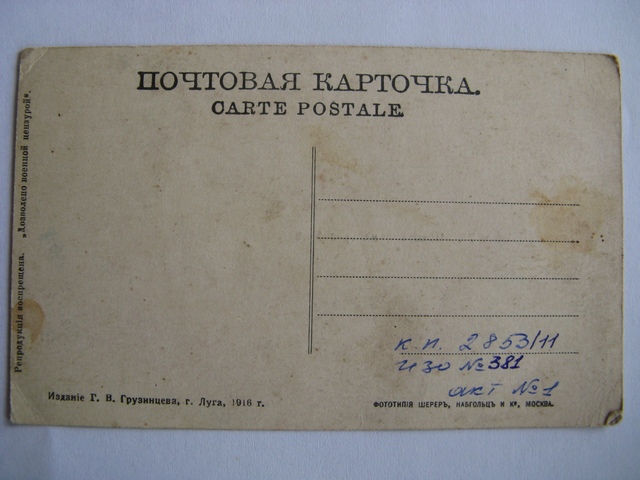 ПОЧТОВАЯ КАРТОЧКА.
CARTE POSTALE.
Репродукція воспрещена. „Дозволено военной цензурой“.
к.п. 2853/11
изо №381
акт №1
Изданіе Г. В. Грузинцева, г. Луга, 1916 г.
ФОТОТИПІЯ ШЕРЕРЪ, НАБГОЛЬЦЪ И Кº, МОСКВА.